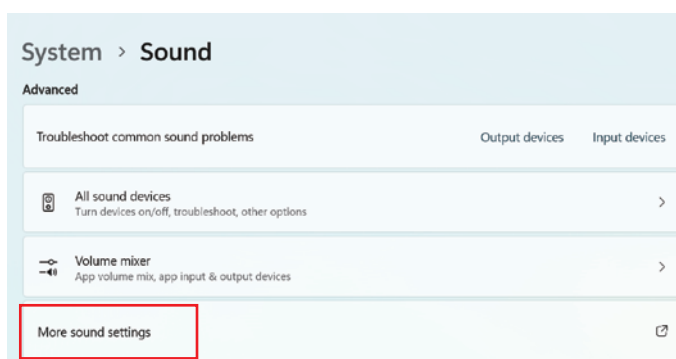 System > Sound
Advanced
Troubleshoot common sound problems Output devices Input devices
All sound devices
Turn devices on/off, troubleshoot, other options
Volume mixer
App volume mix, app input & output devices
More sound settings